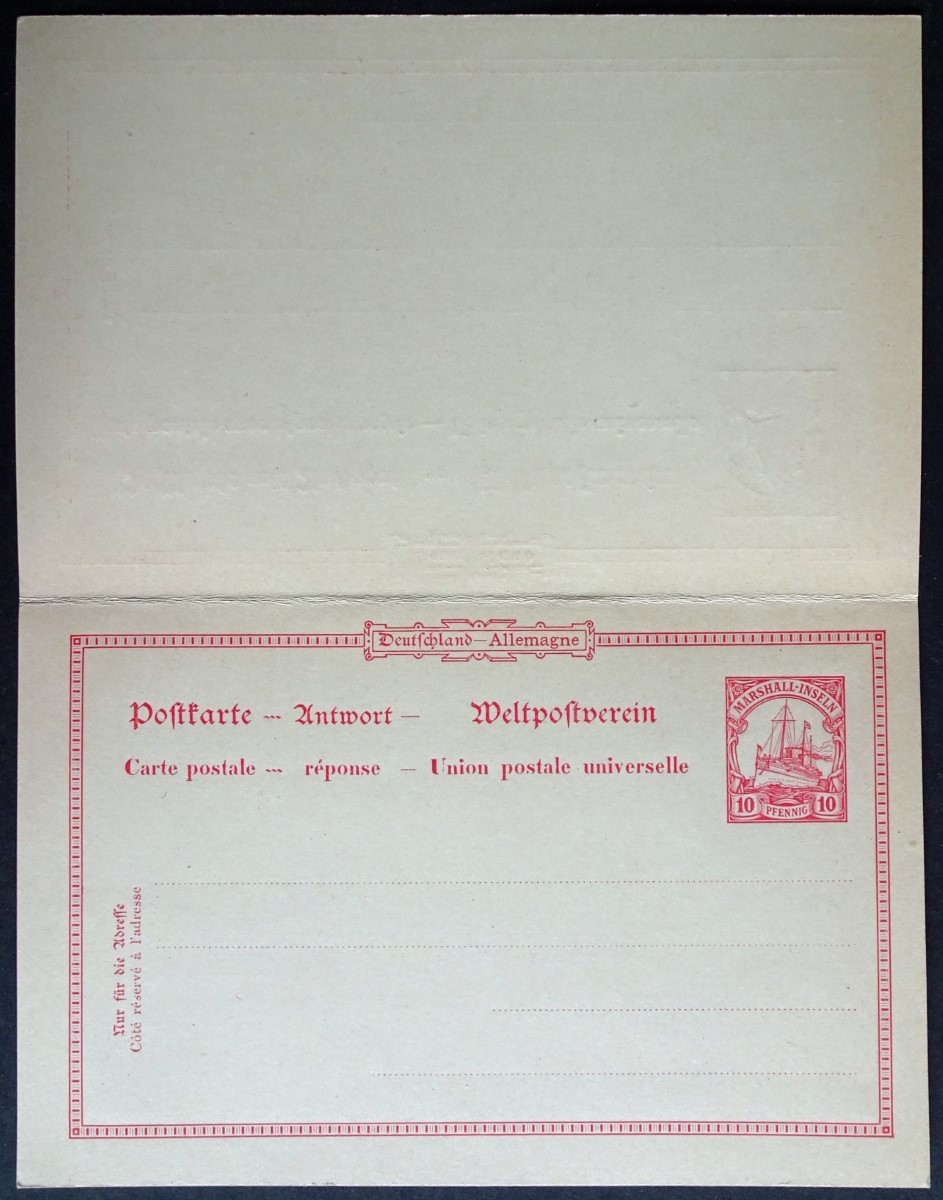 Deutschland—Allemagne
Postkarte --- Antwort — Weltpostverein
Carte postale --- réponse — Union postale universelle
MARSHALL-INSELN
10 PFENNIG 10
Nur für die Adresse
Côté réservé à l'adresse